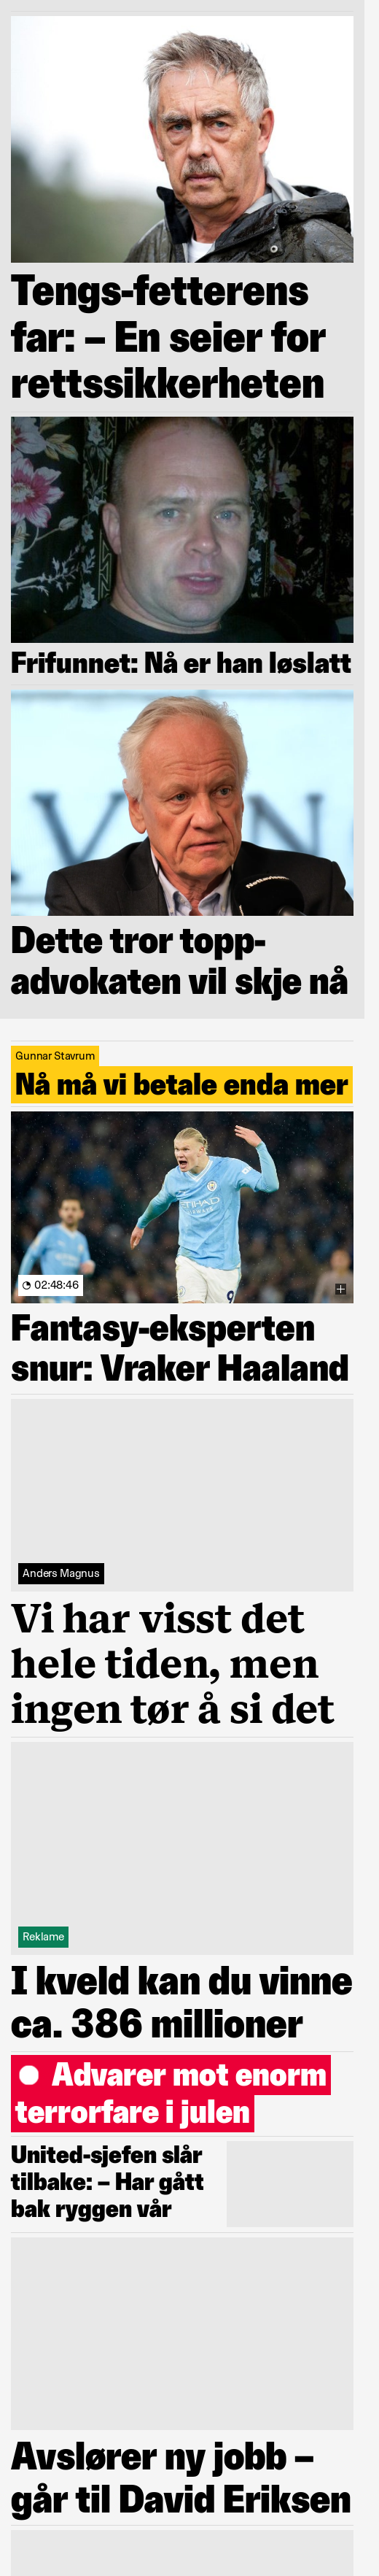 Tengs-fetterens
far: – En seier for
rettssikkerheten
Frifunnet: Nå er han løslatt
Dette tror topp-
advokaten vil skje nå
Gunnar Stavrum
Nå må vi betale enda mer
ETIHAD
AIRWAYS
9
02:48:46
Fantasy-eksperten
snur: Vraker Haaland
Anders Magnus
Vi har visst det
hele tiden, men
ingen tør å si det
Reklame
I kveld kan du vinne
ca. 386 millioner
Advarer mot enorm
terrorfare i julen
United-sjefen slår
tilbake: – Har gått
bak ryggen vår
Avslører ny jobb –
går til David Eriksen